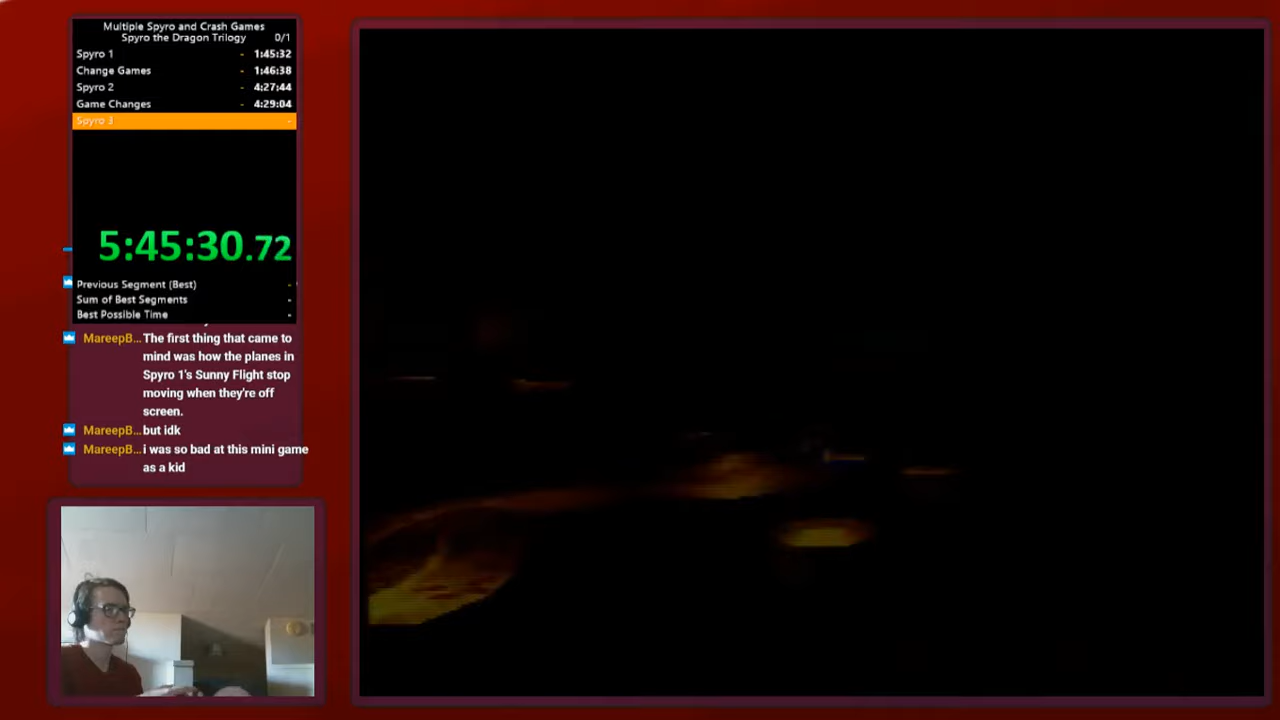 Multiple Spyro and Crash Games
Spyro the Dragon Trilogy 0/1
Spyro 1 - 1:45:32
Change Games - 1:46:38
Spyro 2 - 4:27:44
Game Changes - 4:29:04
Spyro 3 -
5:45:30.72
Previous Segment (Best) -
Sum of Best Segments -
Best Possible Time -
MareepB... The first thing that came to
mind was how the planes in
Spyro 1's Sunny Flight stop
moving when they're off
screen.
MareepB... but idk
MareepB... i was so bad at this mini game
as a kid